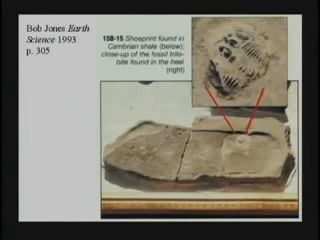 Bob Jones Earth
Science 1993
p. 305
15B-15 Shoeprint found in
Cambrian shale (below);
close-up of the fossil trilo-
bite found in the heel
(right)